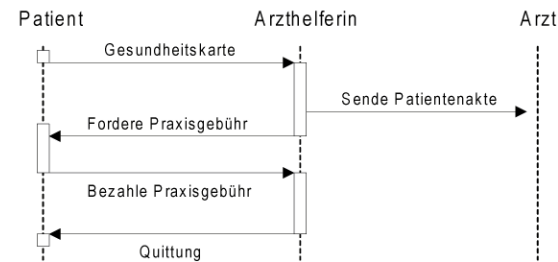 Patient
Arzthelferin
Arzt
Gesundheitskarte
Sende Patientenakte
Fordere Praxisgebühr
Bezahle Praxisgebühr
Quittung